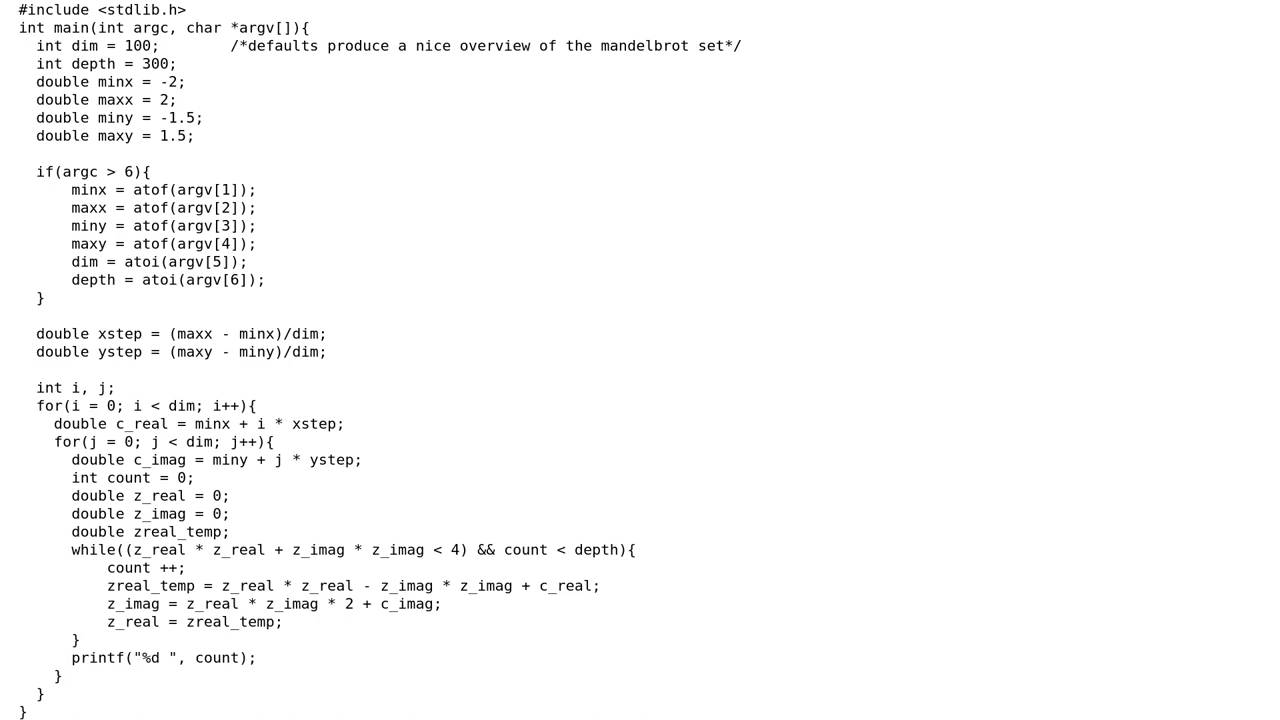 #include <stdlib.h>
int main(int argc, char *argv[]){
  int dim = 100;        /*defaults produce a nice overview of the mandelbrot set*/
  int depth = 300;
  double minx = -2;
  double maxx = 2;
  double miny = -1.5;
  double maxy = 1.5;

  if(argc > 6){
      minx = atof(argv[1]);
      maxx = atof(argv[2]);
      miny = atof(argv[3]);
      maxy = atof(argv[4]);
      dim = atoi(argv[5]);
      depth = atoi(argv[6]);
  }

  double xstep = (maxx - minx)/dim;
  double ystep = (maxy - miny)/dim;

  int i, j;
  for(i = 0; i < dim; i++){
    double c_real = minx + i * xstep;
    for(j = 0; j < dim; j++){
      double c_imag = miny + j * ystep;
      int count = 0;
      double z_real = 0;
      double z_imag = 0;
      double zreal_temp;
      while((z_real * z_real + z_imag * z_imag < 4) && count < depth){
          count ++;
          zreal_temp = z_real * z_real - z_imag * z_imag + c_real;
          z_imag = z_real * z_imag * 2 + c_imag;
          z_real = zreal_temp;
      }
      printf("%d ", count);
    }
  }
}